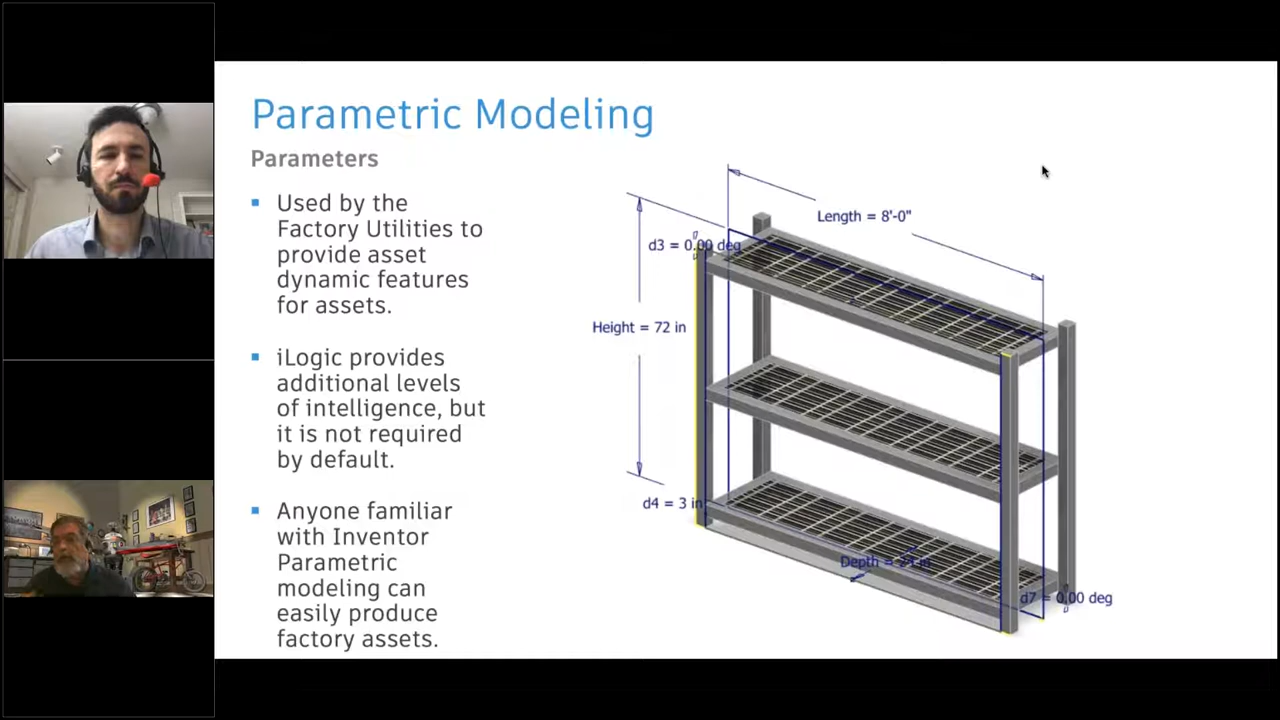 Parametric Modeling
Parameters
Used by the
Factory Utilities to
provide asset
dynamic features
for assets.
iLogic provides
additional levels
of intelligence, but
it is not required
by default.
Anyone familiar
with Inventor
Parametric
modeling can
easily produce
factory assets.
Length = 8'-0"
d3 = 0.00 deg
Height = 72 in
d4 = 3 in
Depth = in
d7 = 0.00 deg